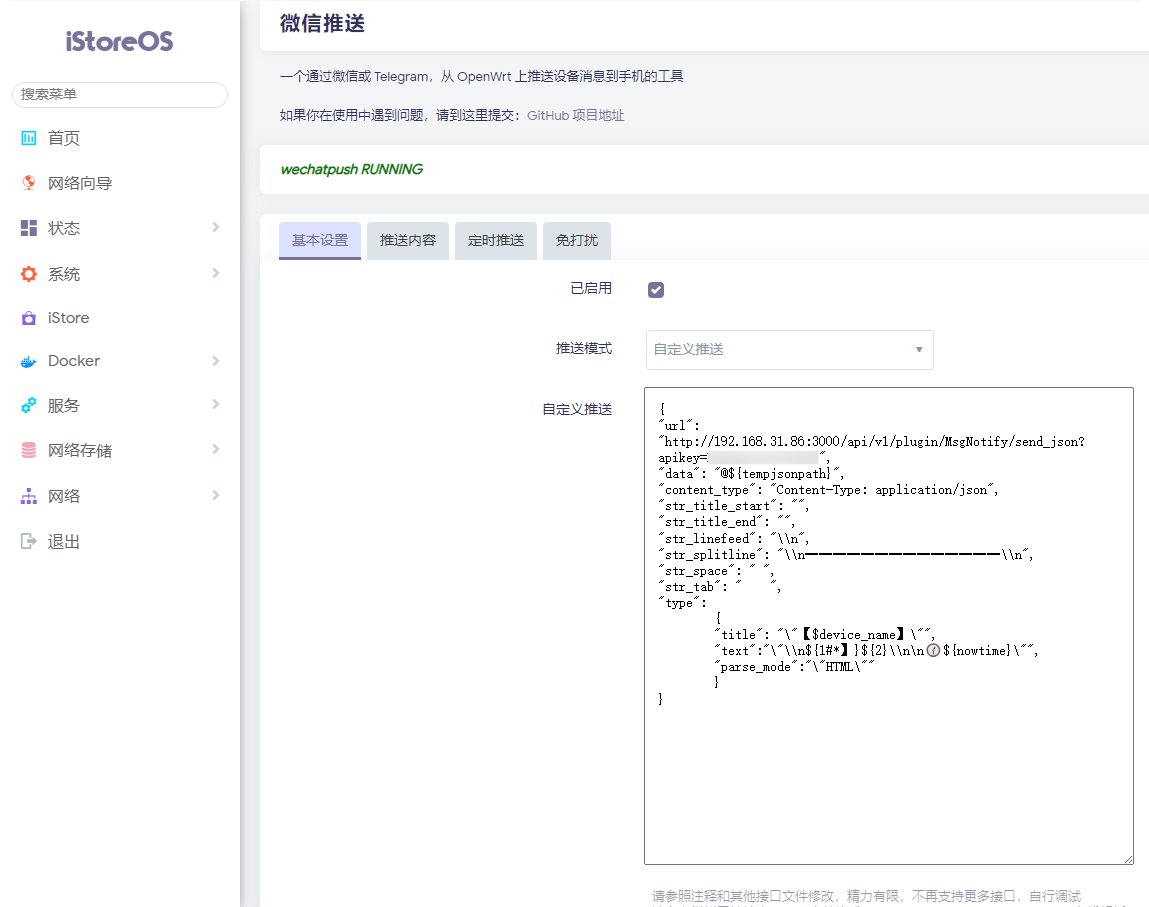 iStoreOS
搜索菜单
首页
网络向导
状态
系统
iStore
Docker
服务
网络存储
网络
退出
微信推送
一个通过微信或 Telegram，从 OpenWrt 上推送设备消息到手机的工具
如果你在使用中遇到问题，请到这里提交：GitHub 项目地址
wechatpush RUNNING
基本设置 推送内容 定时推送 免打扰
已启用
推送模式 自定义推送
自定义推送
{
"url":
"http://192.168.31.86:3000/api/v1/plugin/MsgNotify/send_json?
apikey= ",
"data": "@${tempjsonpath}",
"content_type": "Content-Type: application/json",
"str_title_start": "",
"str_title_end": "",
"str_linefeed": "\\n",
"str_splitline": "\\n━━━━━━━━━━━━━━\\n",
"str_space": " ",
"str_tab": "    ",
"type":
{
"title": "\"【$device_name】\"",
"text":"\"\\n${1#*】}${2}\\n\n🕜${nowtime}\"",
"parse_mode":"\"HTML\""
}
}
请参照注释和其他接口文件修改，精力有限，不再支持更多接口，自行调试